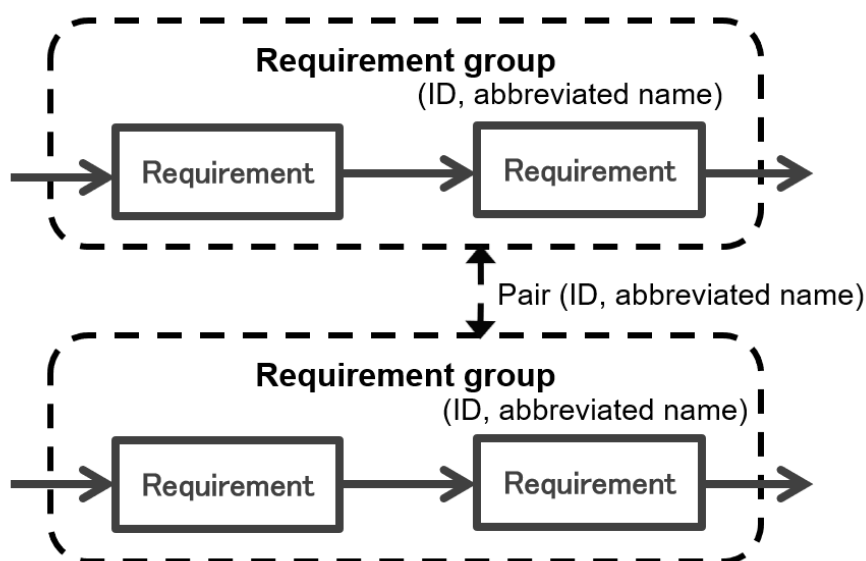 Requirement group
(ID, abbreviated name)
Requirement
Requirement
Pair (ID, abbreviated name)
Requirement group
(ID, abbreviated name)
Requirement
Requirement